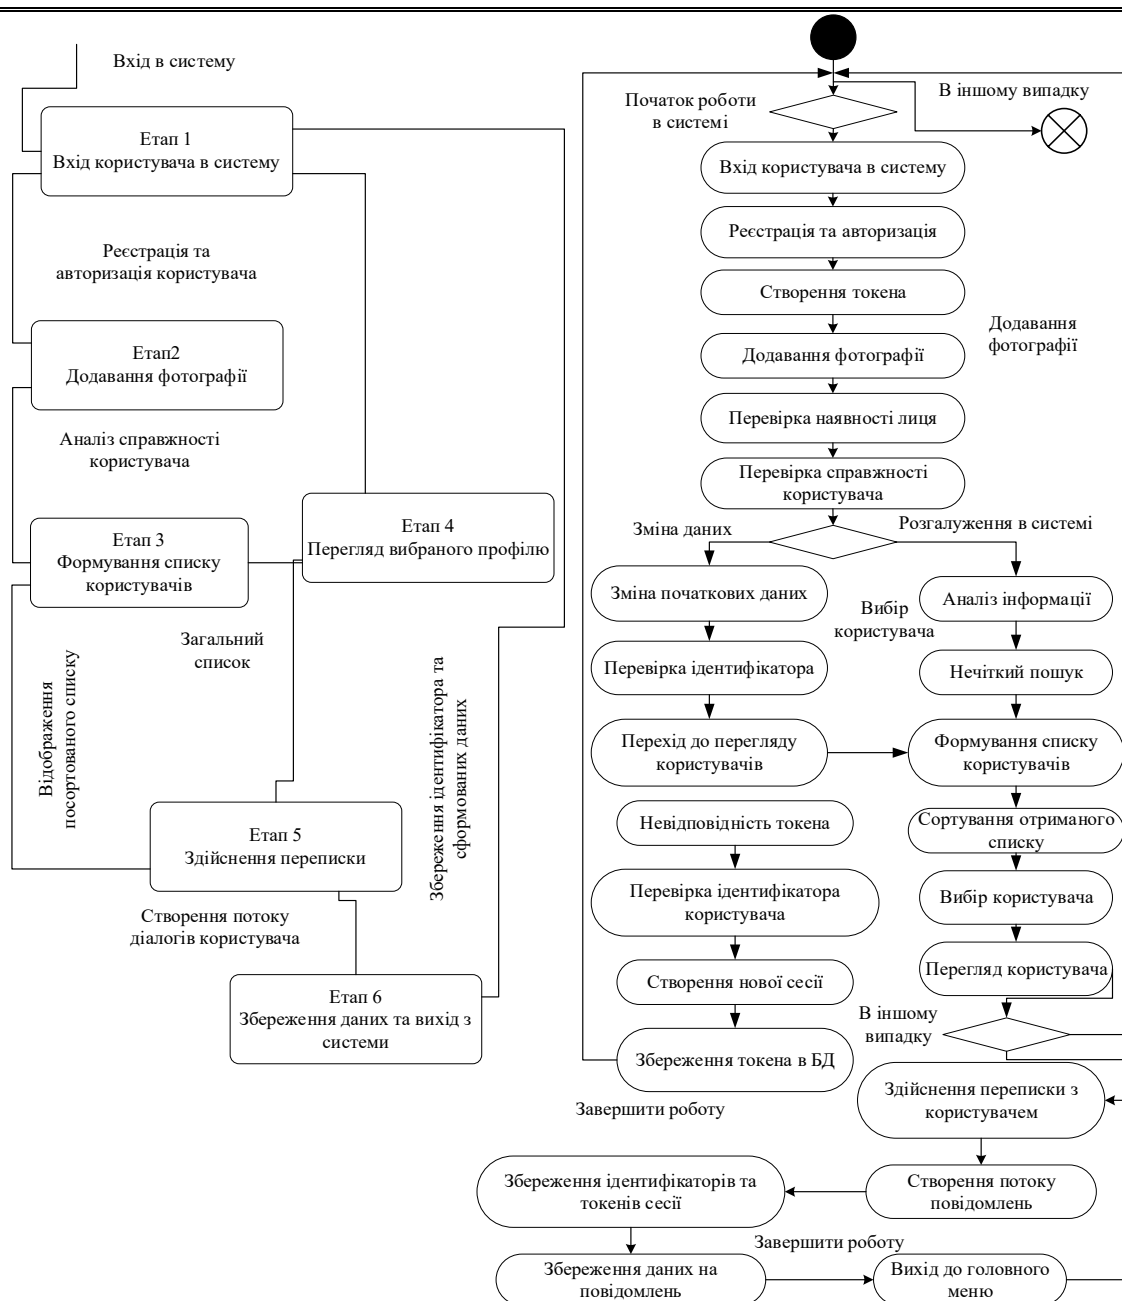 Вхід в систему
Етап 1
Вхід користувача в систему
Реєстрація та
авторизація користувача
Етап2
Додавання фотографії
Аналіз справжності
користувача
Етап 3
Формування списку
користувачів
Етап 4
Перегляд вибраного профілю
Загальний
список
Відображення
посортованого списку
Збереження ідентифікатора та
сформованих даних
Етап 5
Здійснення переписки
Створення потоку
діалогів користувача
Етап 6
Збереження даних та вихід з
системи
Початок роботи
в системі
В іншому випадку
Вхід користувача в систему
Реєстрація та авторизація
Створення токена
Додавання
фотографії
Додавання фотографії
Перевірка наявності лиця
Перевірка справжності
користувача
Зміна даних
Розгалуження в системі
Зміна початкових даних
Аналіз інформації
Вибір
користувача
Перевірка ідентифікатора
Нечіткий пошук
Перехід до перегляду
користувачів
Формування списку
користувачів
Невідповідність токена
Сортування отриманого
списку
Перевірка ідентифікатора
користувача
Вибір користувача
Створення нової сесії
Перегляд користувача
В іншому
випадку
Збереження токена в БД
Завершити роботу
Здійснення переписки з
користувачем
Збереження ідентифікаторів та
токенів сесії
Створення потоку
повідомлень
Завершити роботу
Збереження даних на
повідомлень
Вихід до головного
меню